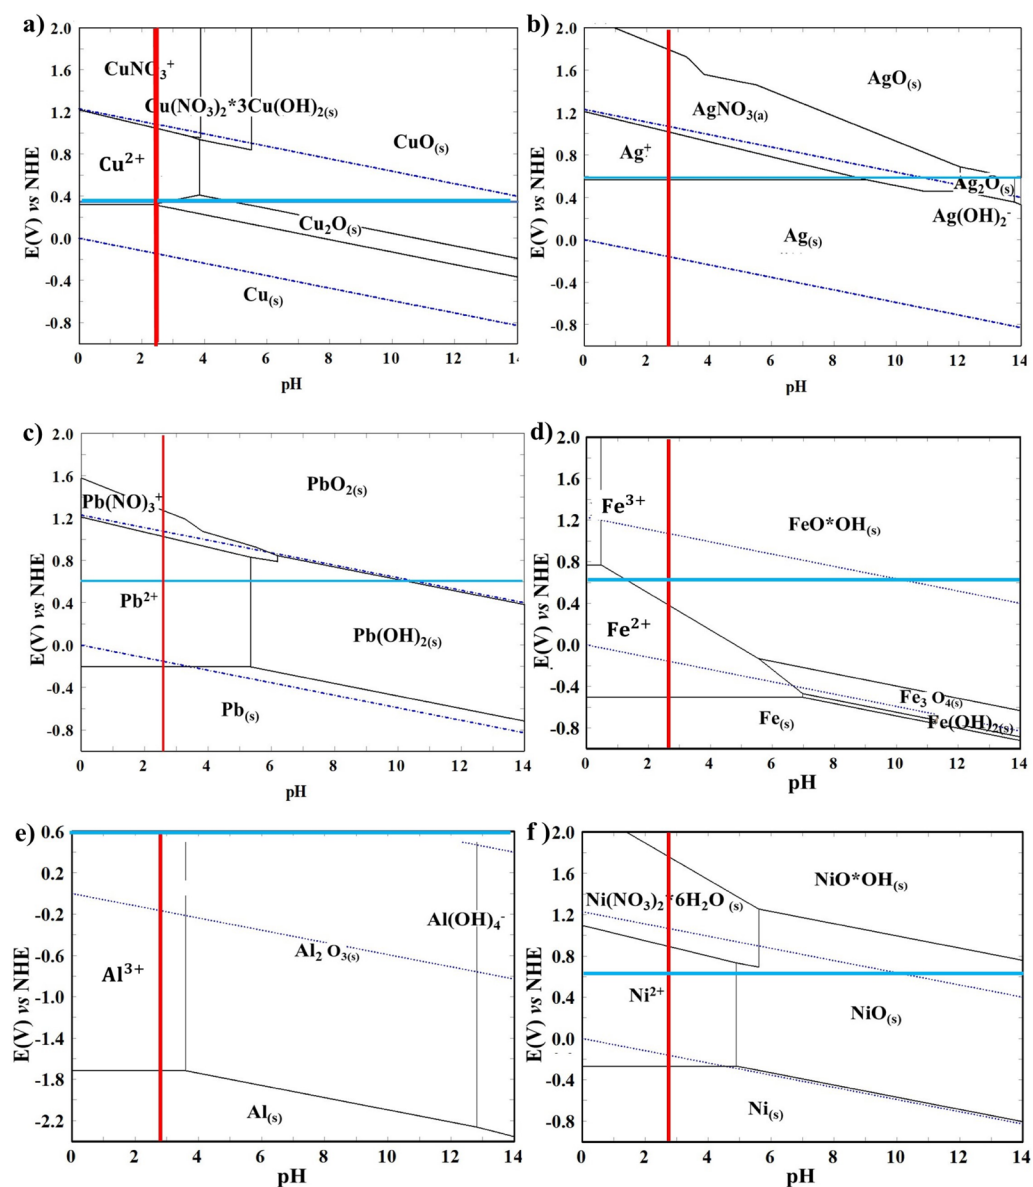 a)
2.0
1.6
1.2
0.8
0.4
0.0
-0.4
-0.8
E(V) vs NHE
CuNO₃⁺
Cu(NO₃)₂*3Cu(OH)₂₍ₛ₎
CuO₍ₛ₎
Cu²⁺
Cu₂O₍ₛ₎
Cu₍ₛ₎
0 2 4 6 8 10 12 14
pH
b)
2.0
1.6
1.2
0.8
0.4
0.0
-0.4
-0.8
E(V) vs NHE
AgO₍ₛ₎
AgNO₃₍ₐ₎
Ag⁺
Ag₂O₍ₛ₎
Ag(OH)₂⁻
Ag₍ₛ₎
0 2 4 6 8 10 12 14
pH
c)
2.0
1.6
1.2
0.8
0.4
0.0
-0.4
-0.8
E(V) vs NHE
PbO₂₍ₛ₎
Pb(NO)₃⁺
Pb²⁺
Pb(OH)₂₍ₛ₎
Pb₍ₛ₎
0 2 4 6 8 10 12 14
pH
d)
2.0
1.6
1.2
0.8
0.4
0.0
-0.4
-0.8
E(V) vs NHE
Fe³⁺
FeO*OH₍ₛ₎
Fe²⁺
Fe₃ O₄₍ₛ₎
Fe(OH)₂₍ₛ₎
Fe₍ₛ₎
0 2 4 6 8 10 12 14
pH
e)
0.6
0.2
-0.2
-0.6
-1.0
-1.4
-1.8
-2.2
E(V) vs NHE
Al(OH)₄⁻
Al₂ O₃₍ₛ₎
Al³⁺
Al₍ₛ₎
0 2 4 6 8 10 12 14
pH
f)
2.0
1.6
1.2
0.8
0.4
0.0
-0.4
-0.8
E(V) vs NHE
NiO*OH₍ₛ₎
Ni(NO₃)₂*6H₂O ₍ₛ₎
Ni²⁺
NiO₍ₛ₎
Ni₍ₛ₎
0 2 4 6 8 10 12 14
pH